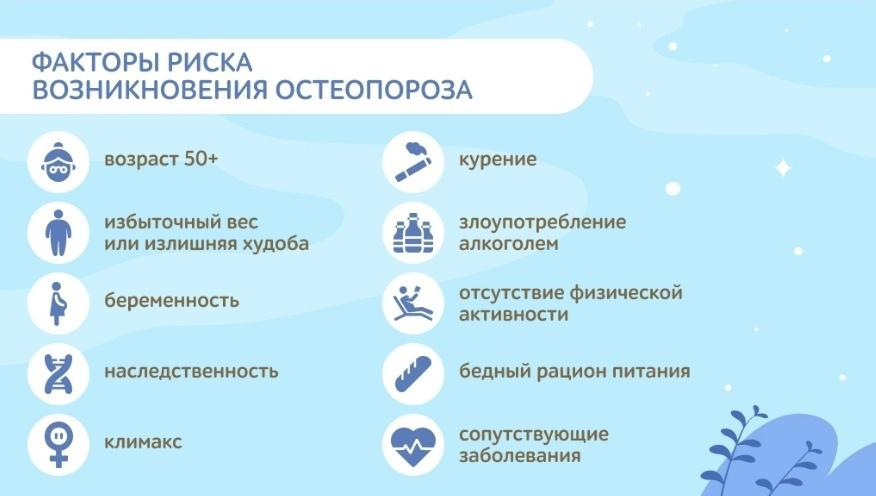 ФАКТОРЫ РИСКА
ВОЗНИКНОВЕНИЯ ОСТЕОПОРОЗА
возраст 50+
избыточный вес
или излишняя худоба
беременность
наследственность
климакс
курение
злоупотребление
алкоголем
отсутствие физической
активности
бедный рацион питания
сопутствующие
заболевания